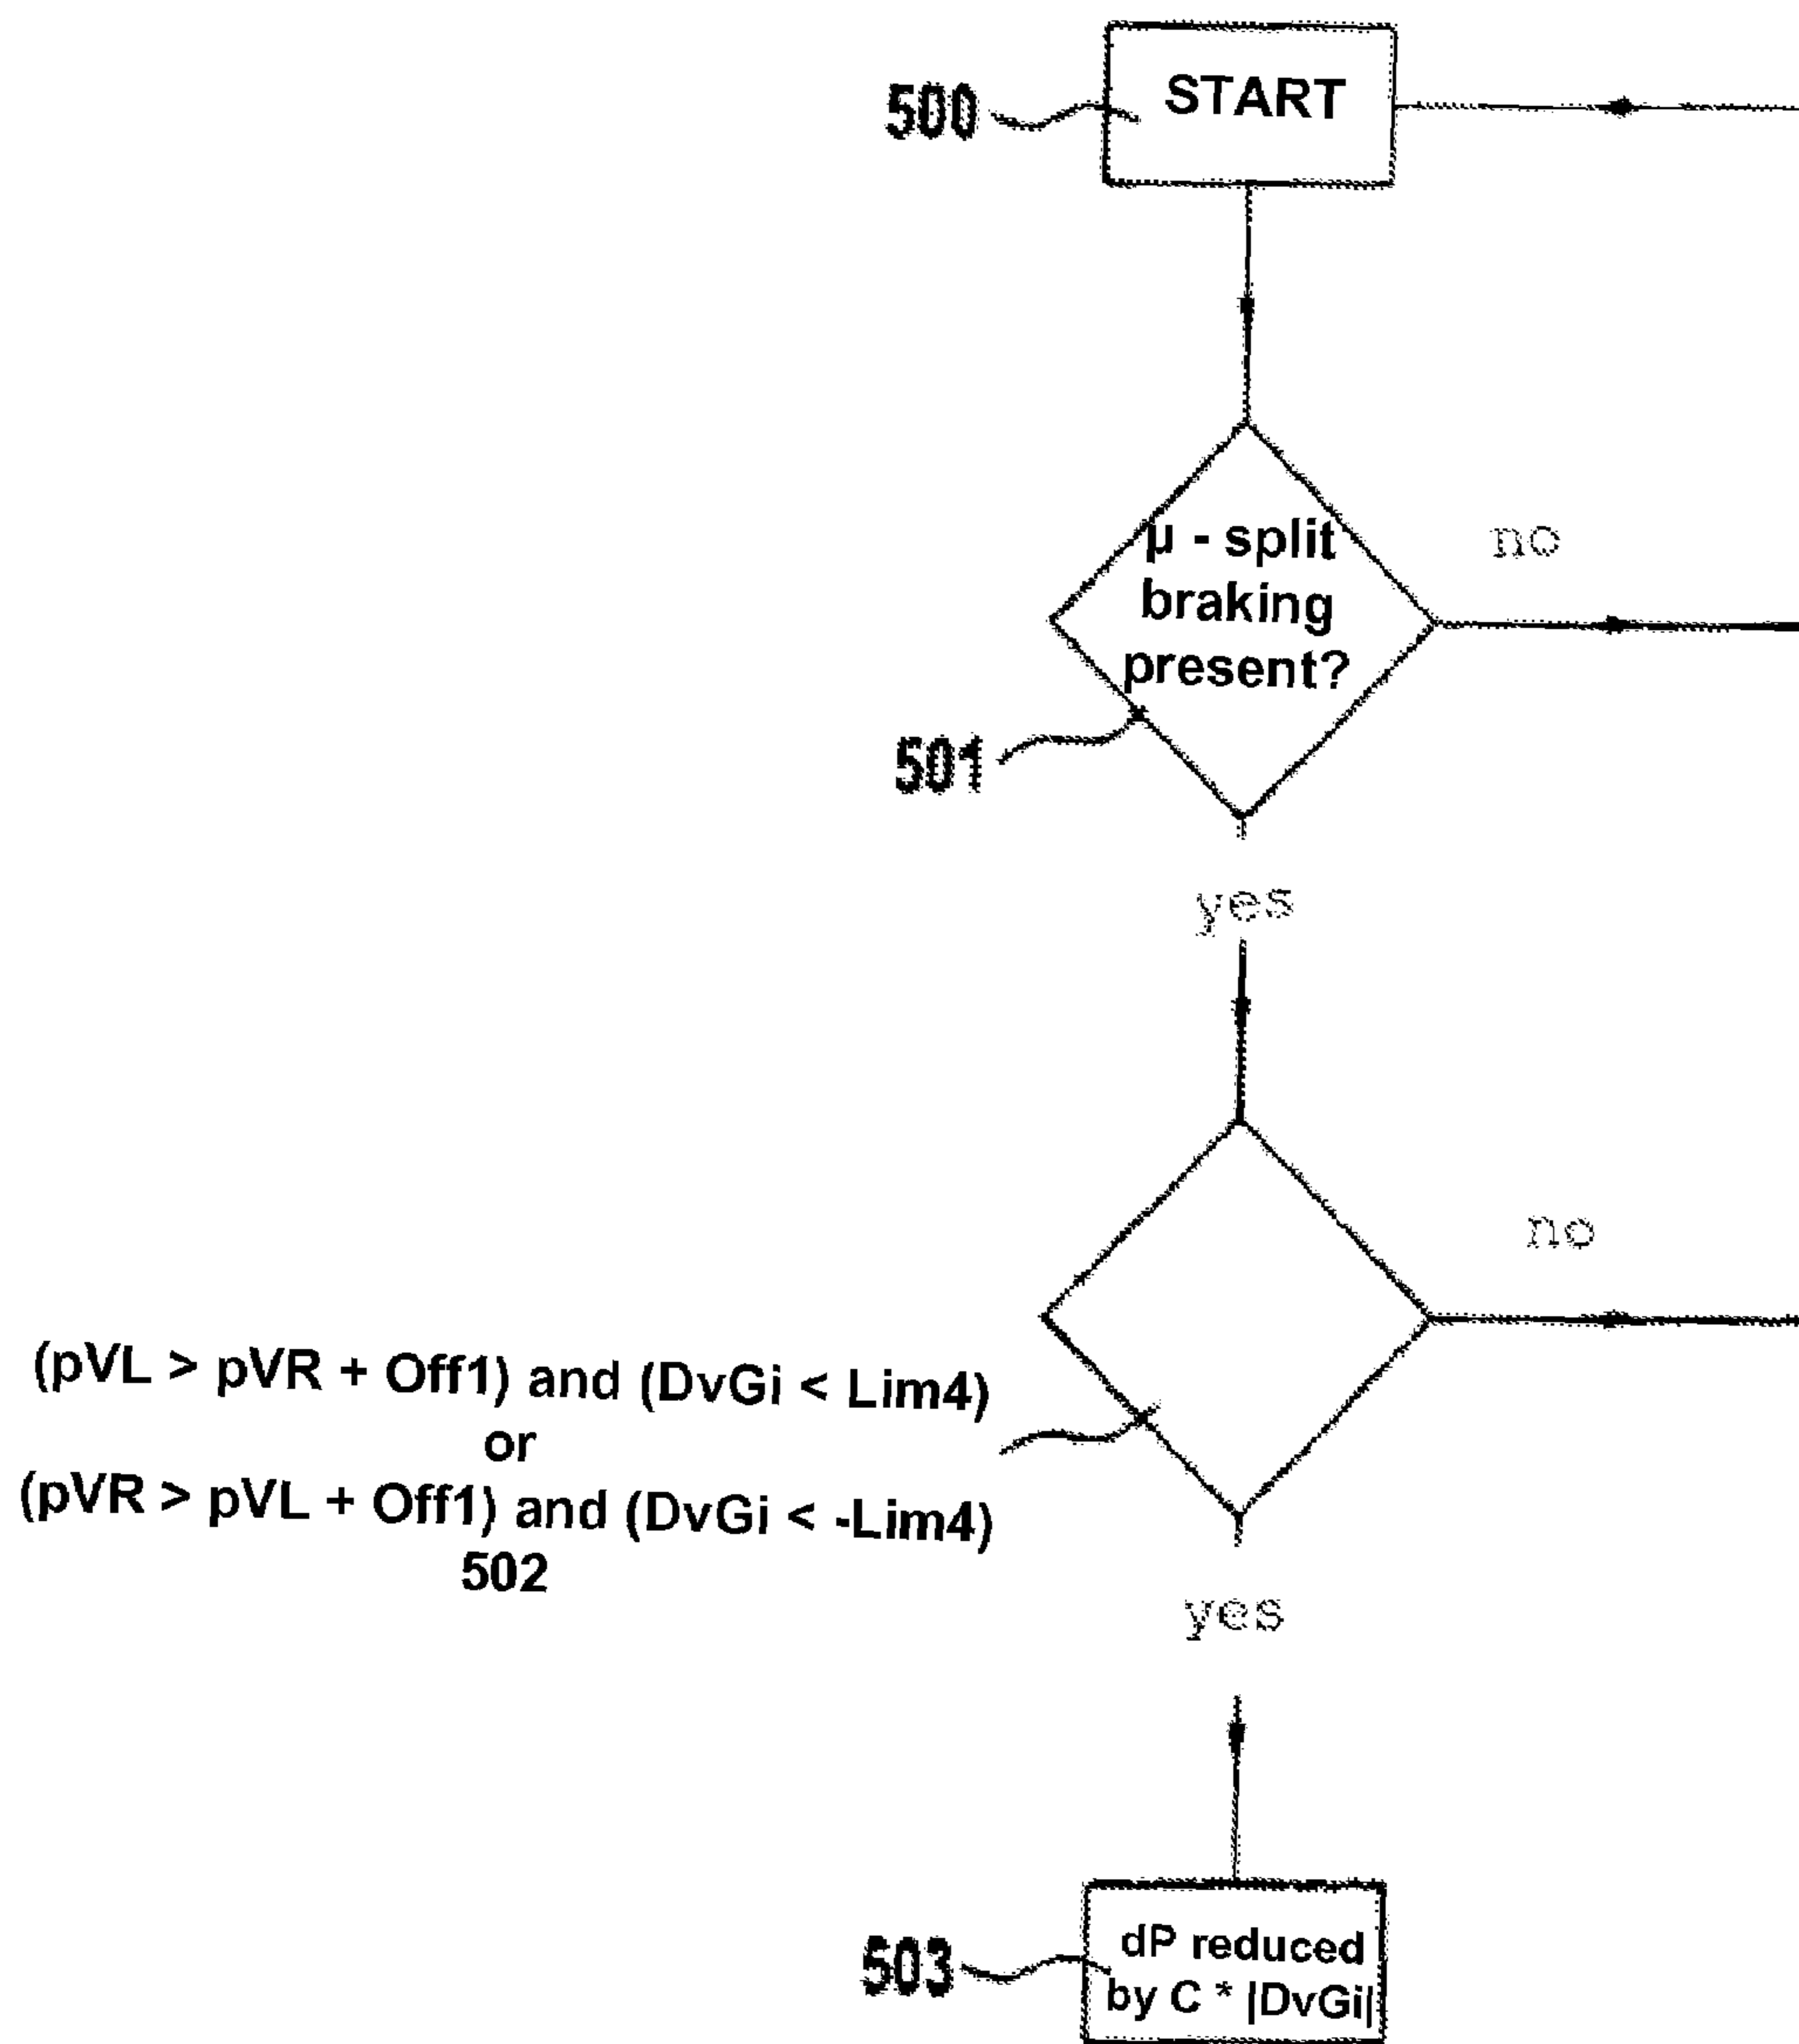 START
500
µ - split
braking
present?
no
501
yes
no
(pVL > pVR + Off1) and (DvGi < Lim4)
or
(pVR > pVL + Off1) and (DvGi < -Lim4)
502
yes
503
dP reduced
by C * |DvGi|